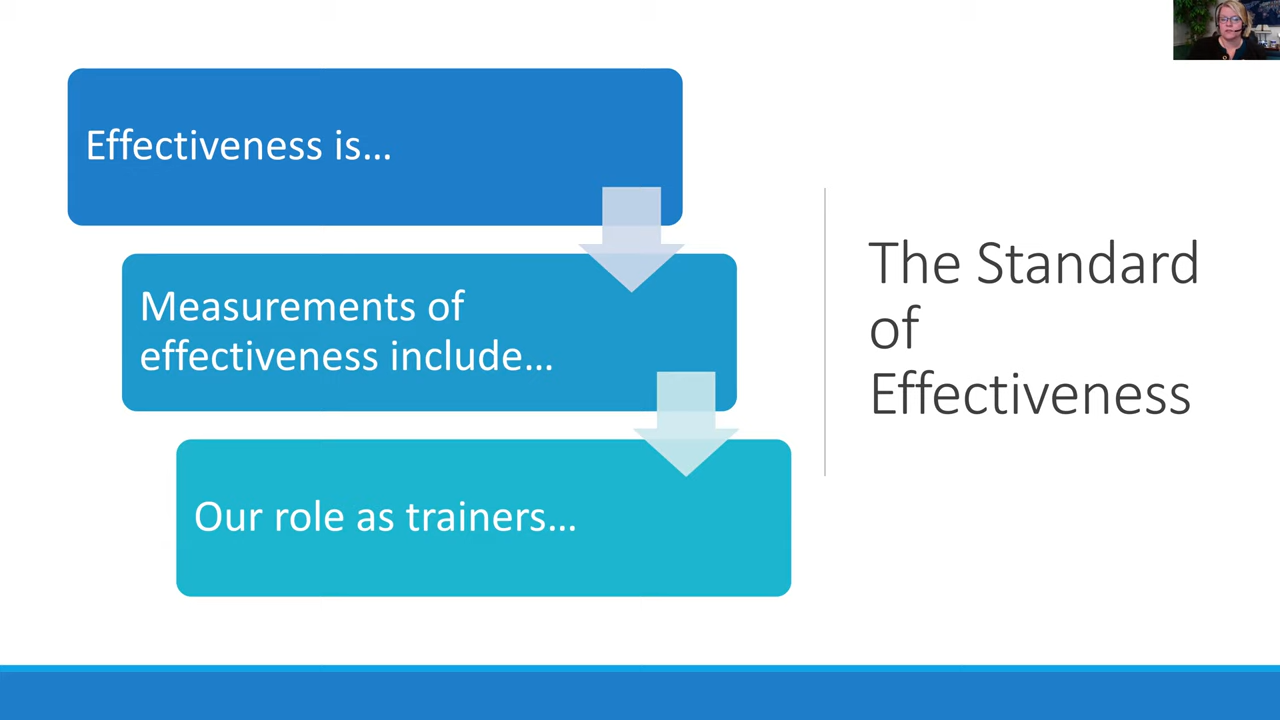 Effectiveness is…
Measurements of
effectiveness include…
Our role as trainers…
The Standard
of
Effectiveness